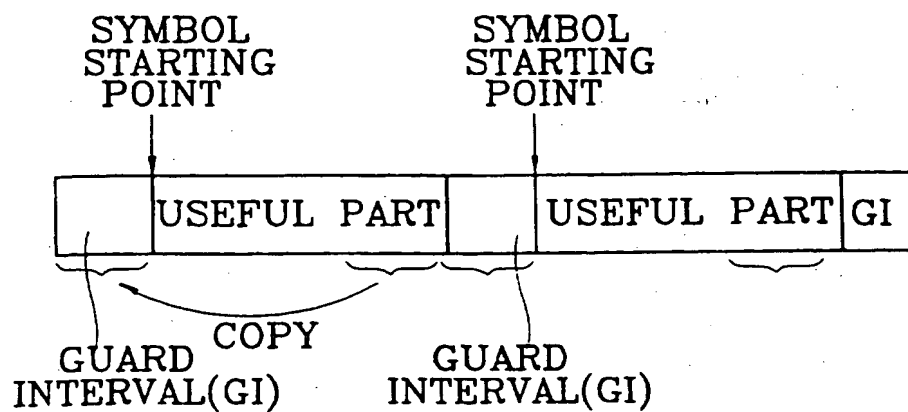 SYMBOL
STARTING
POINT
SYMBOL
STARTING
POINT
USEFUL PART
USEFUL PART
GI
COPY
GUARD
INTERVAL(GI)
GUARD
INTERVAL(GI)